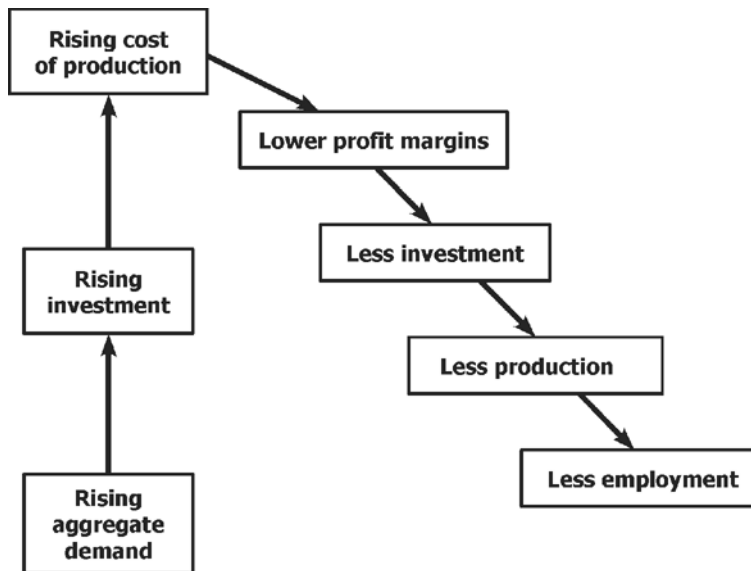 Rising cost
of production
Lower profit margins
Less investment
Rising
investment
Less production
Less employment
Rising
aggregate
demand